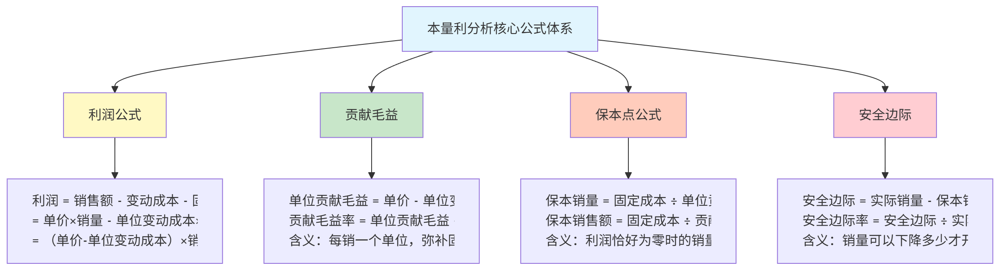 本量利分析核心公式体系
利润公式
贡献毛益
保本点公式
安全边际
利润 = 销售额 - 变动成本 -
= 单价×销量 - 单位变动成本
= （单价-单位变动成本）×
单位贡献毛益 = 单价 - 单位
贡献毛益率 = 单位贡献毛益
含义：每销一个单位，弥补
保本销量 = 固定成本 ÷ 单位
保本销售额 = 固定成本 ÷
含义：利润恰好为零时的销量
安全边际 = 实际销量 - 保本
安全边际率 = 安全边际 ÷ 实
含义：销量可以下降多少才